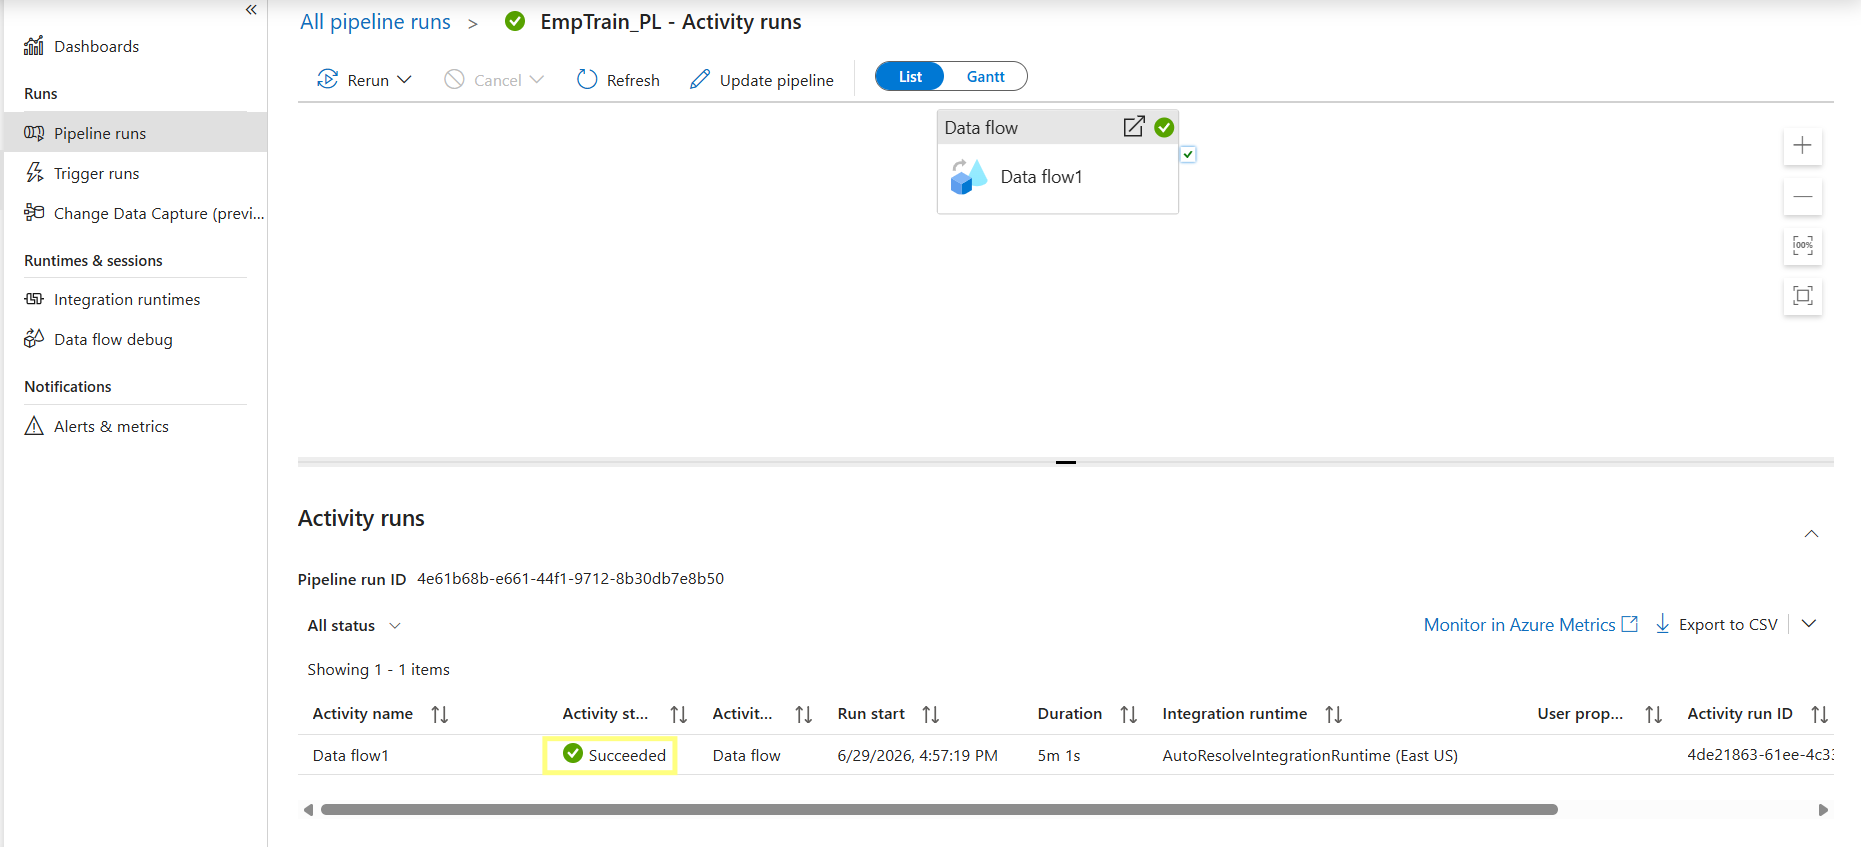 All pipeline runs > EmpTrain_PL - Activity runs
Dashboards
Runs
Pipeline runs
Trigger runs
Change Data Capture (previ...
Runtimes & sessions
Integration runtimes
Data flow debug
Notifications
Alerts & metrics
Rerun Cancel Refresh Update pipeline List Gantt
Data flow
Data flow1
100%
Activity runs
Pipeline run ID 4e61b68b-e661-44f1-9712-8b30db7e8b50
All status
Monitor in Azure Metrics Export to CSV
Showing 1 - 1 items
Activity name Activity st... Activit... Run start Duration Integration runtime User prop... Activity run ID
Data flow1 Succeeded Data flow 6/29/2026, 4:57:19 PM 5m 1s AutoResolveIntegrationRuntime (East US) 4de21863-61ee-4c33